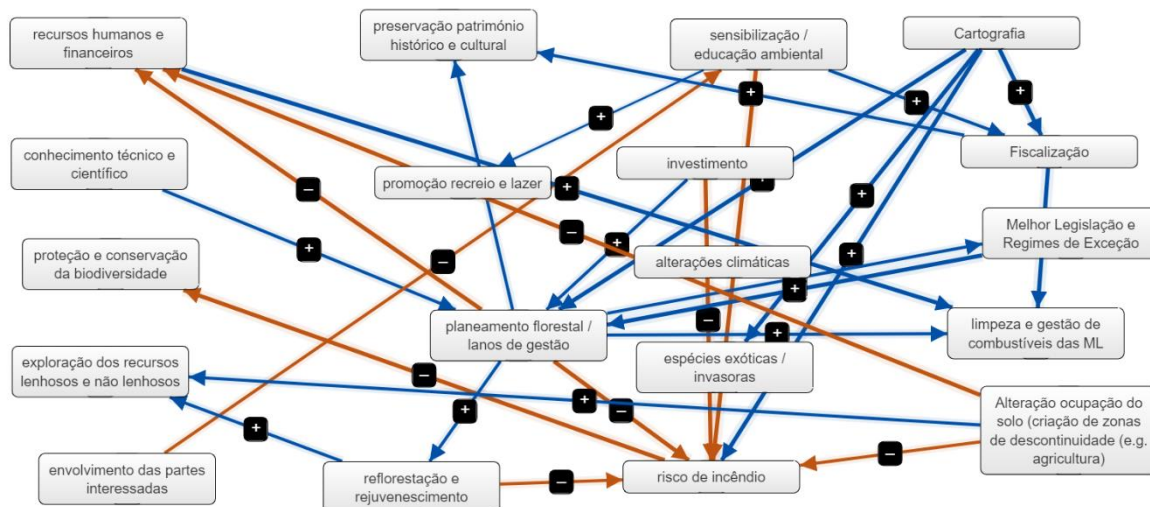 recursos humanos e
financeiros
preservação património
histórico e cultural
sensibilização /
educação ambiental
Cartografia
conhecimento técnico e
científico
promoção recreio e lazer
investimento
Fiscalização
proteção e conservação
da biodiversidade
alterações climáticas
Melhor Legislação e
Regimes de Exceção
planeamento florestal /
lanos de gestão
limpeza e gestão de
combustíveis das ML
exploração dos recursos
lenhosos e não lenhosos
espécies exóticas /
invasoras
Alteração ocupação do
solo (criação de zonas
de descontinuidade (e.g.
agricultura)
envolvimento das partes
interessadas
reflorestação e
rejuvenescimento
risco de incêndio